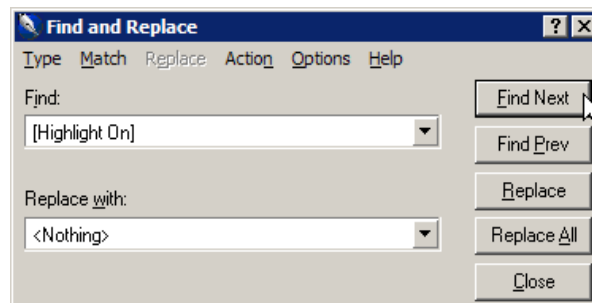 Find and Replace
Type Match Replace Action Options Help
Find:
[Highlight On]
Find Next
Find Prev
Replace with:
<Nothing>
Replace
Replace All
Close